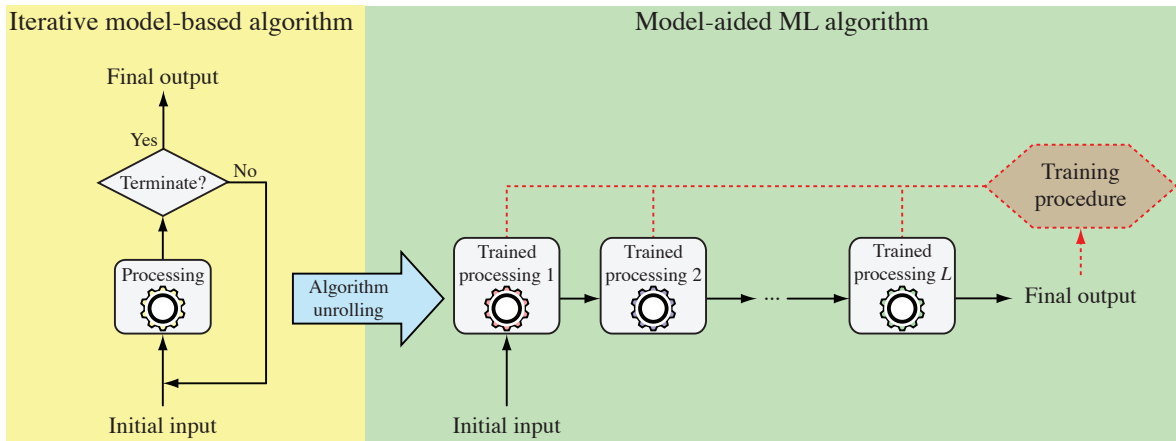 Iterative model-based algorithm
Final output
Yes
No
Terminate?
Processing
Initial input
Algorithm
unrolling
Model-aided ML algorithm
Training
procedure
Trained
processing 1
Trained
processing 2
...
Trained
processing L
Final output
Initial input